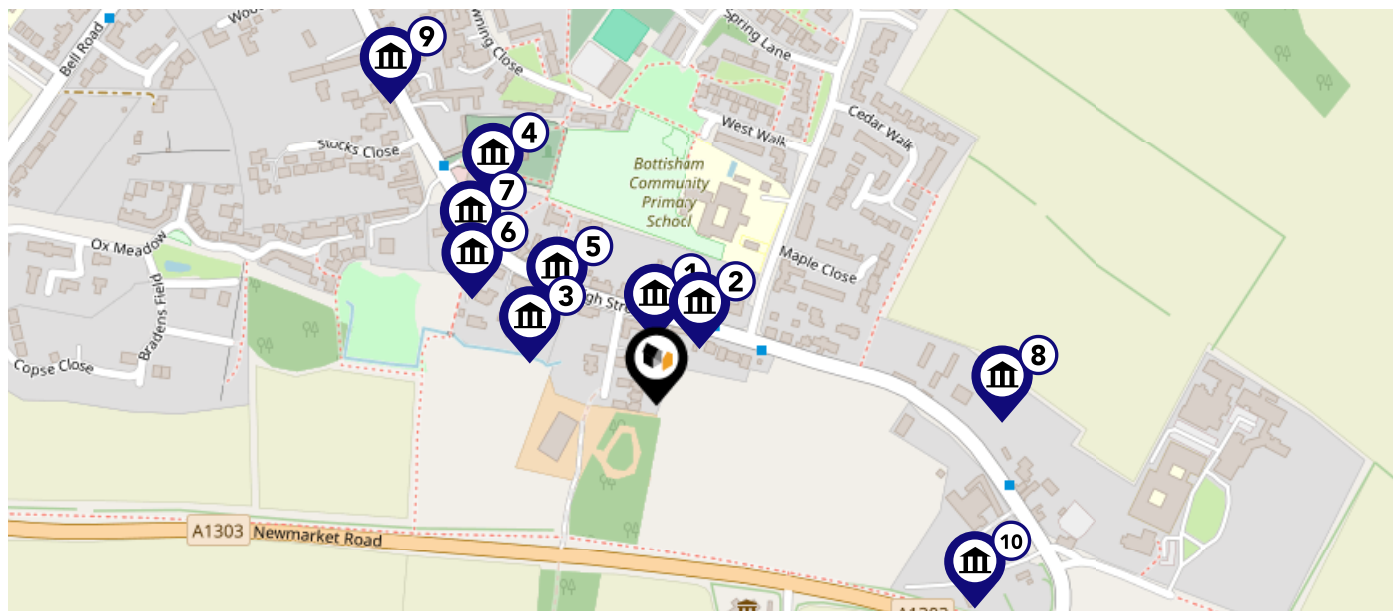 Bell Road
9
Spring Lane
4
West Walk
Cedar Walk
Stocks Close
Bottisham
Community
Primary
School
7
6
5
Ox Meadow
Maple Close
1
2
3
8
Bradens Field
Copse Close
A1303
Newmarket Road
10
A1303